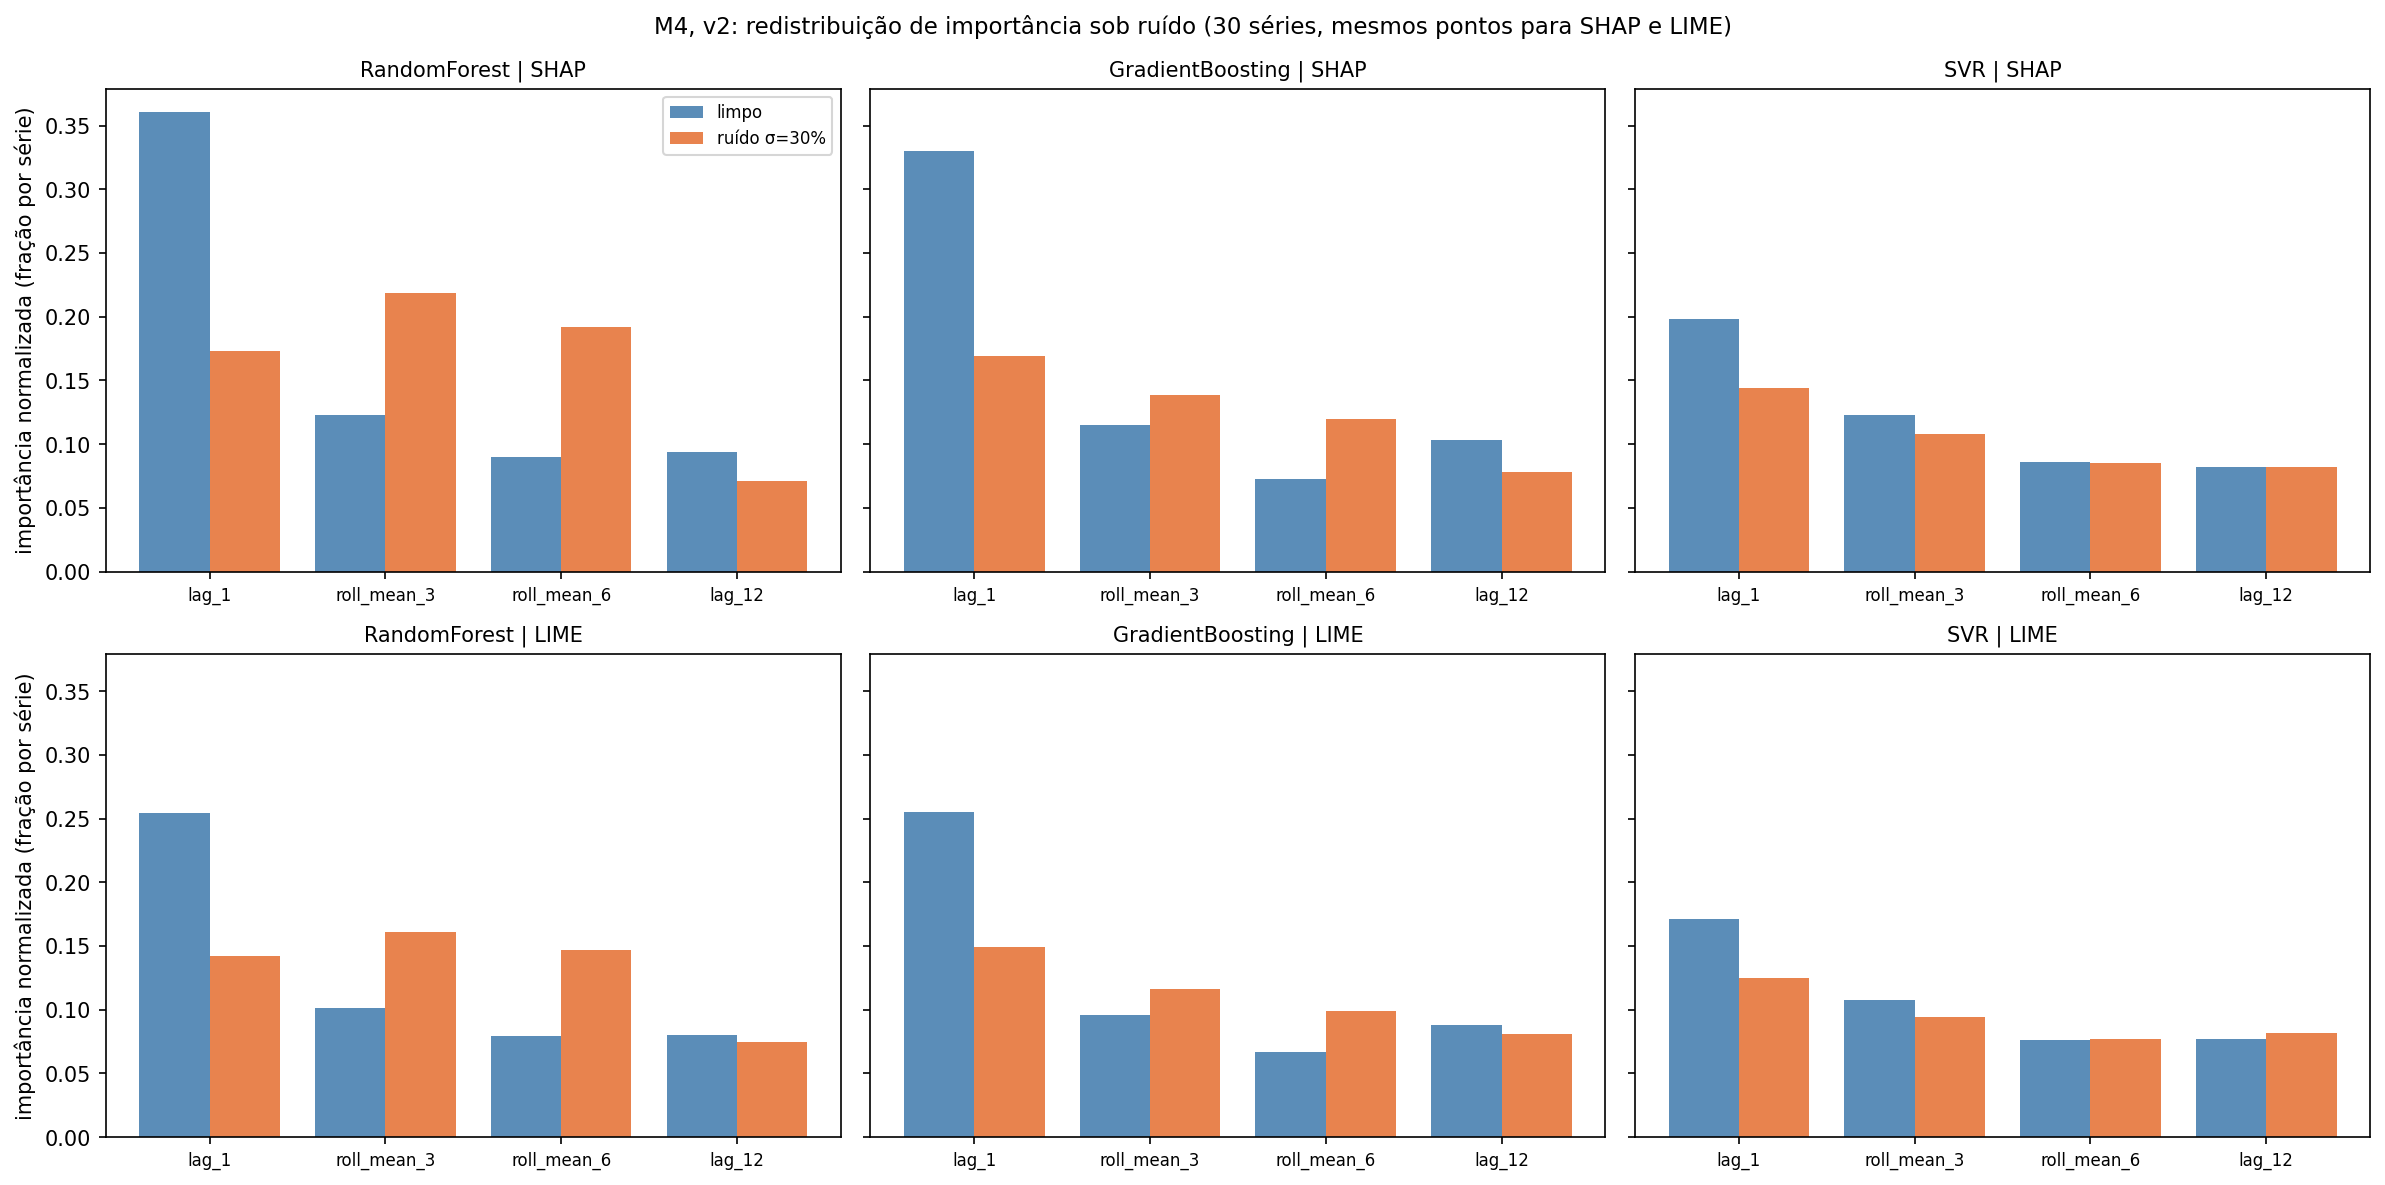 M4, v2: redistribuição de importância sob ruído (30 séries, mesmos pontos para SHAP e LIME)
RandomForest | SHAP
GradientBoosting | SHAP
SVR | SHAP
importância normalizada (fração por série)
0.35
0.30
0.25
0.20
0.15
0.10
0.05
0.00
limpo
ruído σ=30%
lag_1
roll_mean_3
roll_mean_6
lag_12
lag_1
roll_mean_3
roll_mean_6
lag_12
lag_1
roll_mean_3
roll_mean_6
lag_12
RandomForest | LIME
GradientBoosting | LIME
SVR | LIME
importância normalizada (fração por série)
0.35
0.30
0.25
0.20
0.15
0.10
0.05
0.00
lag_1
roll_mean_3
roll_mean_6
lag_12
lag_1
roll_mean_3
roll_mean_6
lag_12
lag_1
roll_mean_3
roll_mean_6
lag_12